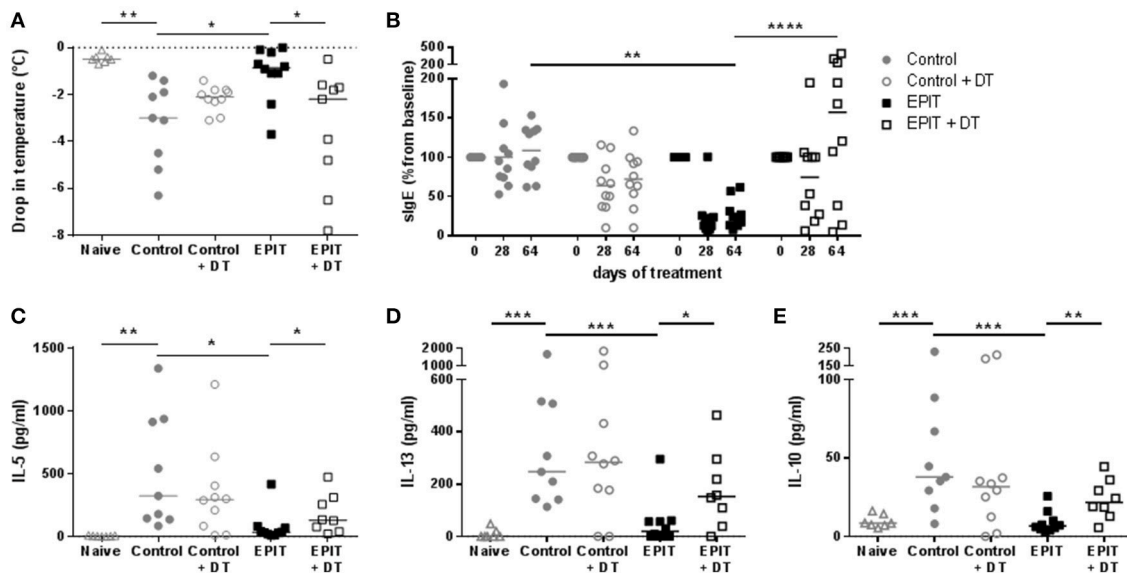 A
** * *
Drop in temperature (°C)
0
-2
-4
-6
-8
Naive Control Control + DT EPIT EPIT + DT
B
**** 
**
sIgE (% from baseline)
500
200
200
150
100
50
0
0 28 64 0 28 64 0 28 64 0 28 64
days of treatment
Control
Control + DT
EPIT
EPIT + DT
C
** * *
IL-5 (pg/ml)
1500
1000
500
0
Naive Control Control + DT EPIT EPIT + DT
D
*** *** *
IL-13 (pg/ml)
2000
1000
600
400
200
0
Naive Control Control + DT EPIT EPIT + DT
E
*** *** **
IL-10 (pg/ml)
250
100
50
0
Naive Control Control + DT EPIT EPIT + DT